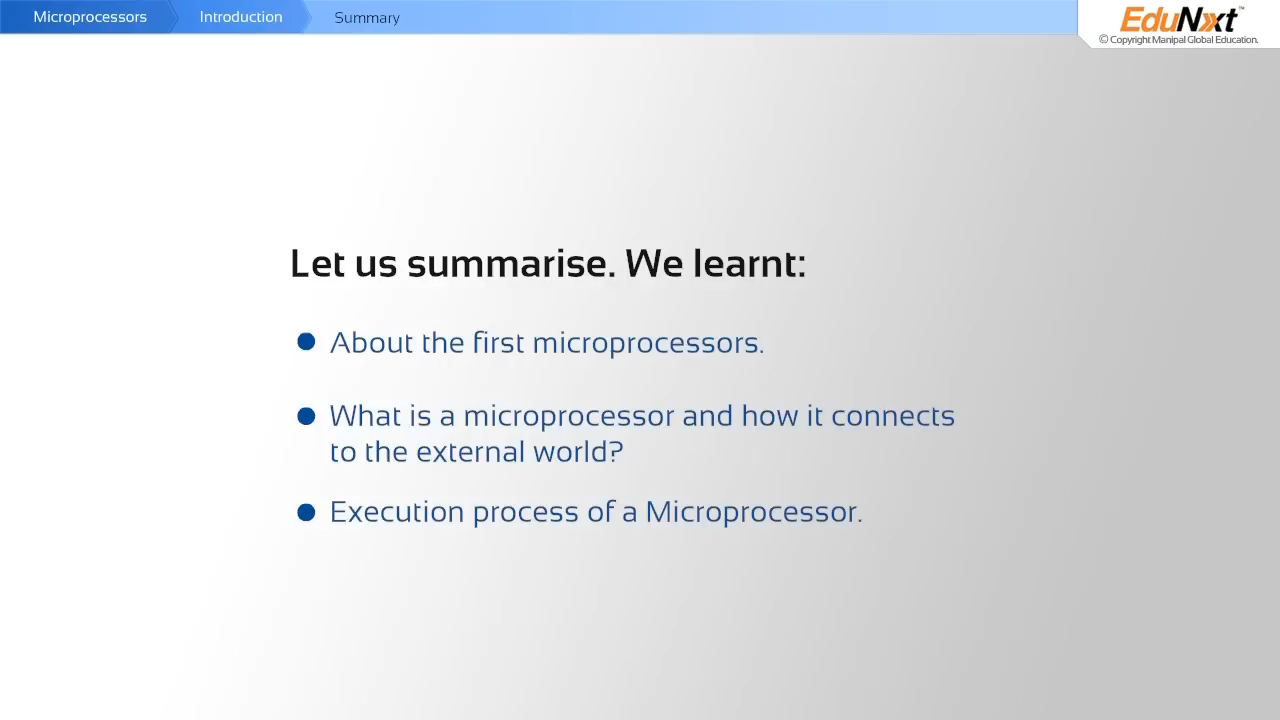 Microprocessors Introduction Summary
EduNxt™
© Copyright Manipal Global Education.
Let us summarise. We learnt:
● About the first microprocessors.
● What is a microprocessor and how it connects
to the external world?
● Execution process of a Microprocessor.